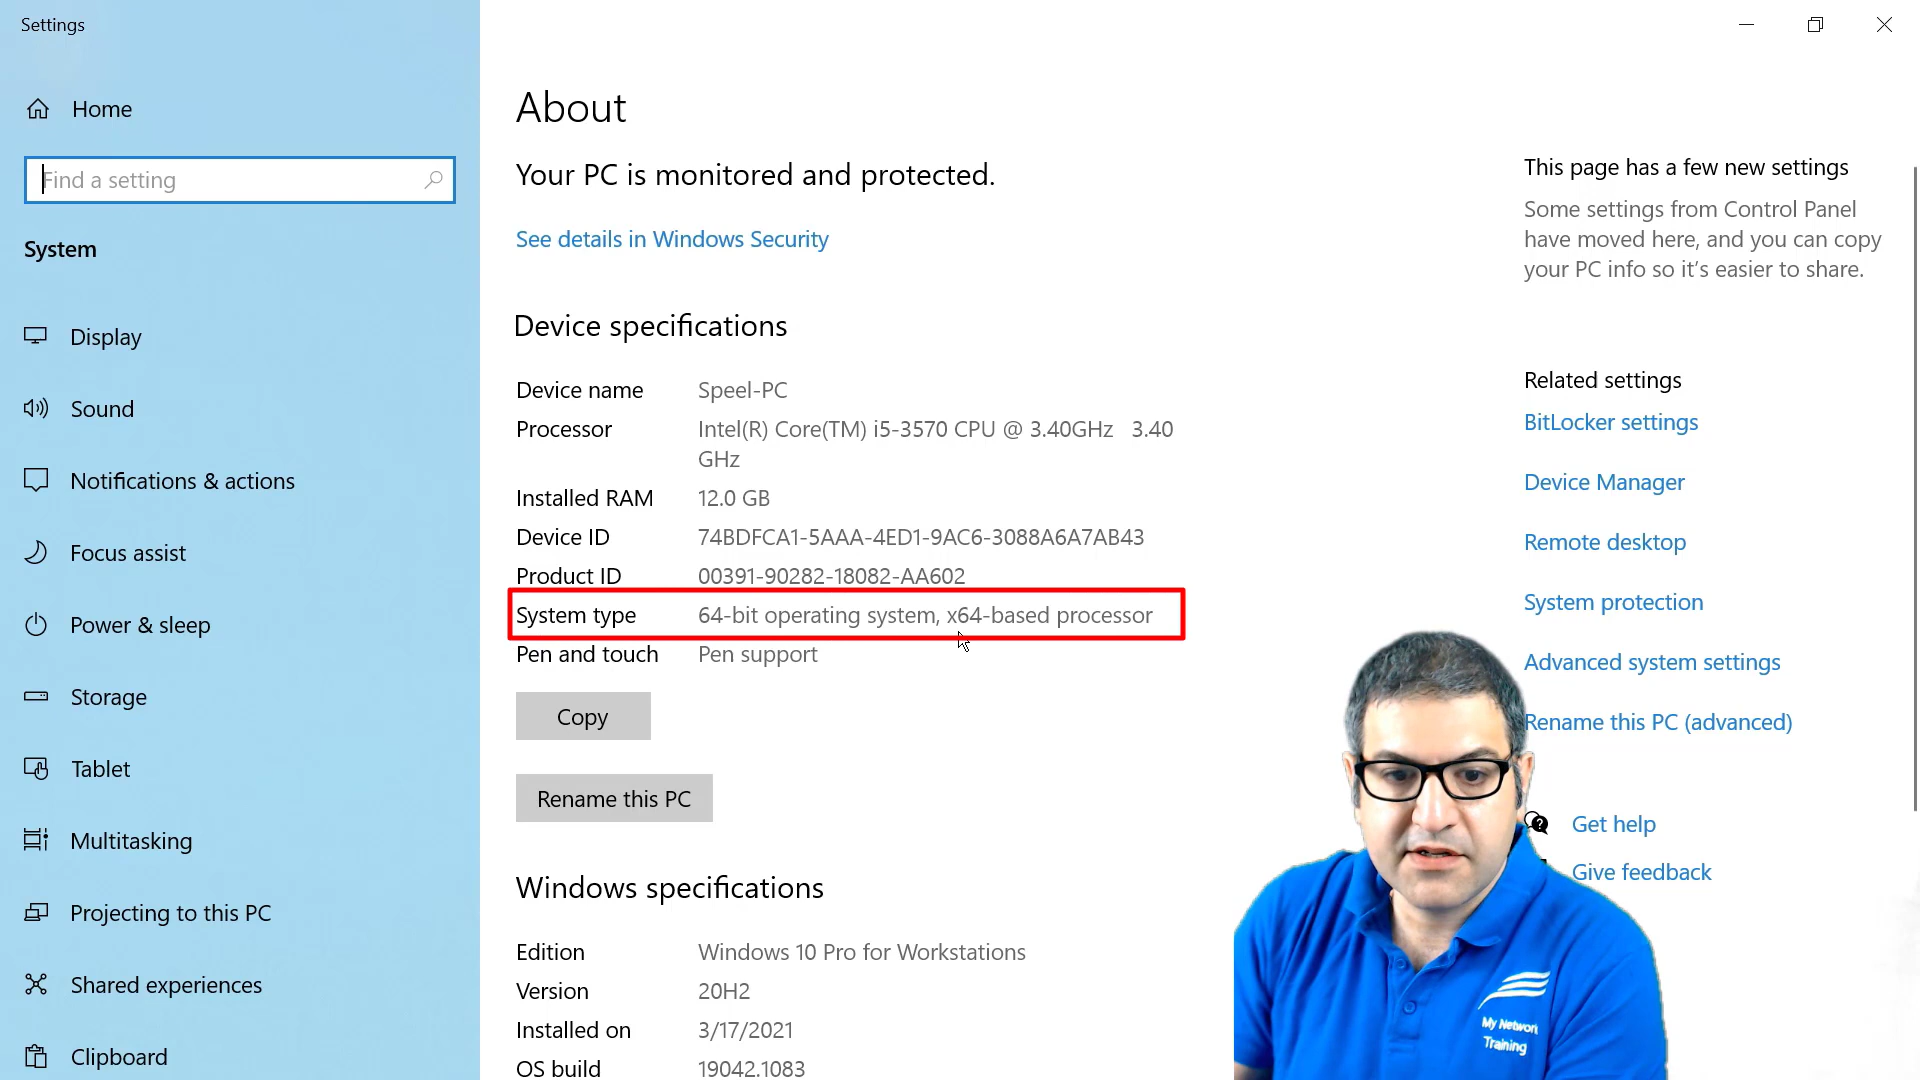 Settings
Home
Find a setting
System
Display
Sound
Notifications & actions
Focus assist
Power & sleep
Storage
Tablet
Multitasking
Projecting to this PC
Shared experiences
Clipboard
About
Your PC is monitored and protected.
See details in Windows Security
Device specifications
Device name Speel-PC
Processor Intel(R) Core(TM) i5-3570 CPU @ 3.40GHz 3.40
GHz
Installed RAM 12.0 GB
Device ID 74BDFCA1-5AAA-4ED1-9AC6-3088A6A7AB43
Product ID 00391-90282-18082-AA602
System type 64-bit operating system, x64-based processor
Pen and touch Pen support
Copy
Rename this PC
Windows specifications
Edition Windows 10 Pro for Workstations
Version 20H2
Installed on 3/17/2021
OS build 19042.1083
This page has a few new settings
Some settings from Control Panel
have moved here, and you can copy
your PC info so it's easier to share.
Related settings
BitLocker settings
Device Manager
Remote desktop
System protection
Advanced system settings
Rename this PC (advanced)
Get help
Give feedback
My Network
Training